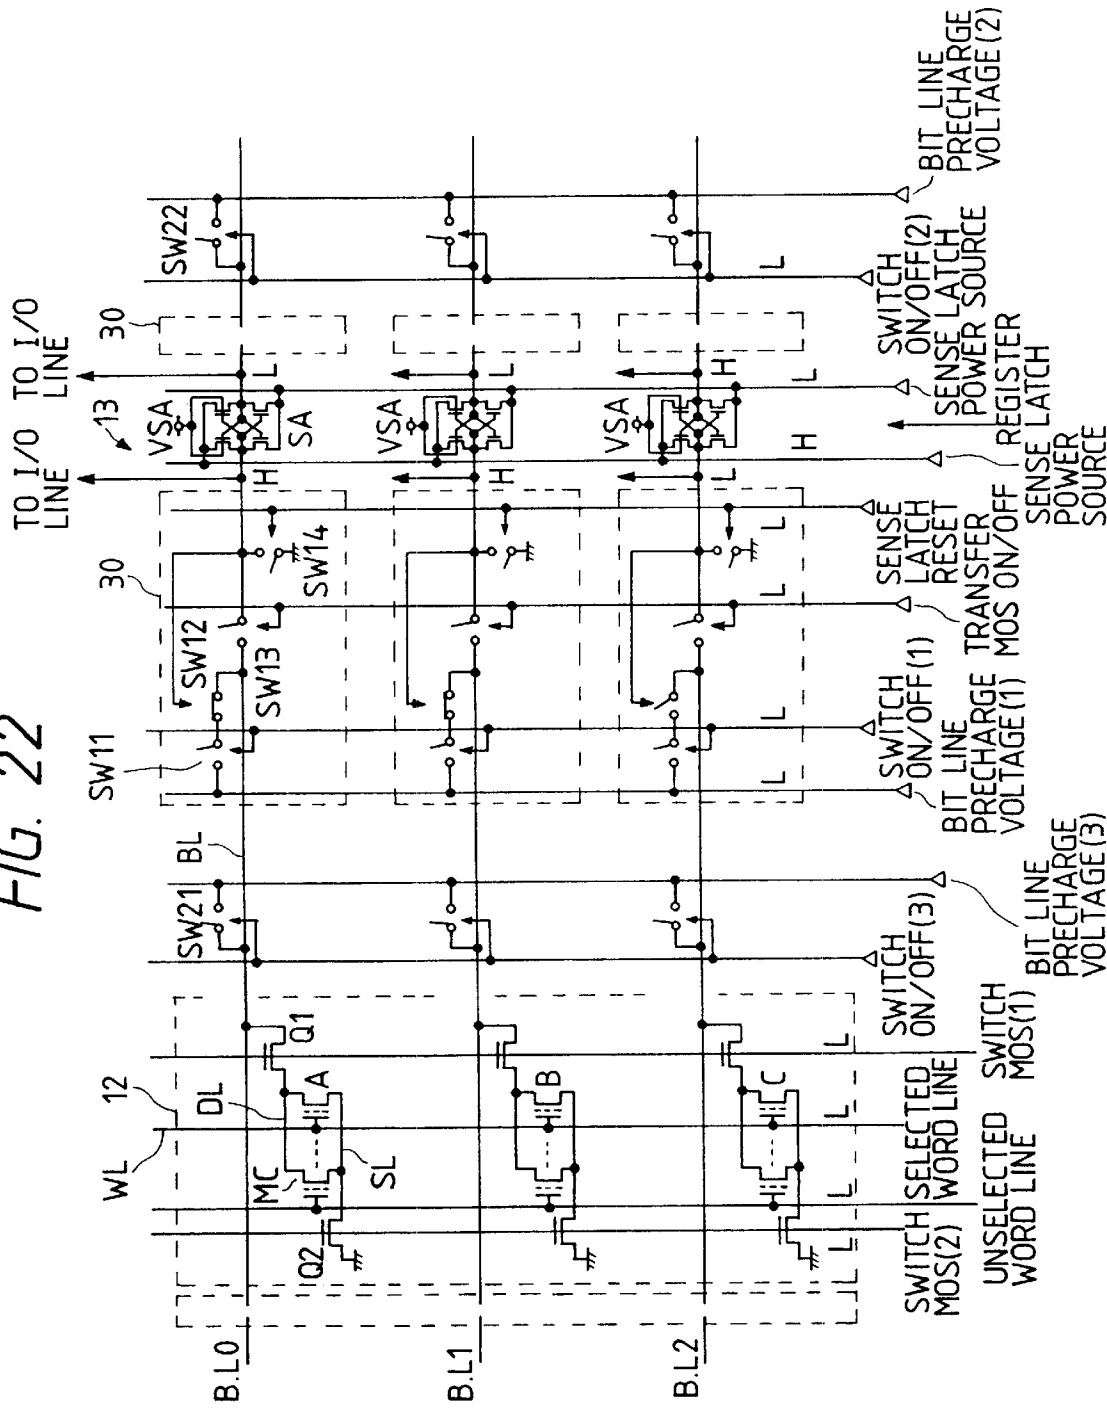 FIG. 22
TO I/O
LINE
TO I/O
LINE
13
30
30
SW11
SW12
SW13
SW14
SW21
SW22
BL
12
WL
DL
MC
SL
Q1
Q2
A
B
C
VSA
SA
VSA
VSA
H
L
H
L
L
H
B.L0
B.L1
B.L2
L
L
L
L
L
L
L
L
H
L
L
SWITCH
MOS(2)
UNSELECTED
WORD LINE
SELECTED
WORD LINE
SWITCH
MOS(1)
SWITCH
ON/OFF(3)
BIT LINE
PRECHARGE
VOLTAGE(3)
BIT LINE
PRECHARGE
VOLTAGE(1)
SWITCH
ON/OFF(1)
TRANSFER
MOS ON/OFF
SENSE
LATCH
RESET
SENSE LATCH
POWER
SOURCE
REGISTER
SENSE LATCH
POWER SOURCE
SWITCH
ON/OFF(2)
BIT LINE
PRECHARGE
VOLTAGE(2)